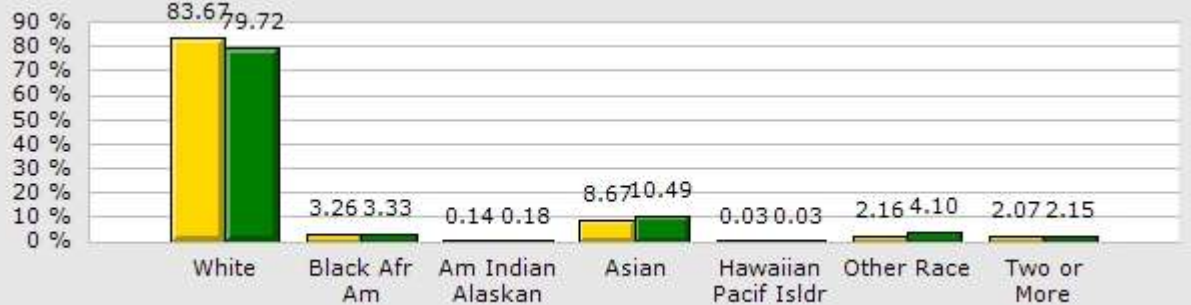 90 %
80 %
70 %
60 %
50 %
40 %
30 %
20 %
10 %
0 %
83.67 79.72
3.26 3.33
0.14 0.18
8.67 10.49
0.03 0.03
2.16 4.10
2.07 2.15
White
Black Afr
Am
Am Indian
Alaskan
Asian
Hawaiian
Pacif Isldr
Other Race
Two or
More